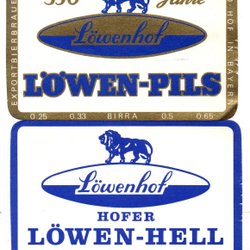 350 Jahre
Löwenhof
LÖWEN-PILS
EXPORTBIERBRAUE
HOF IN BAYERN
0.25 0.33 BIRRA 0.5 0.65
Löwenhof
HOFER
LÖWEN-HELL